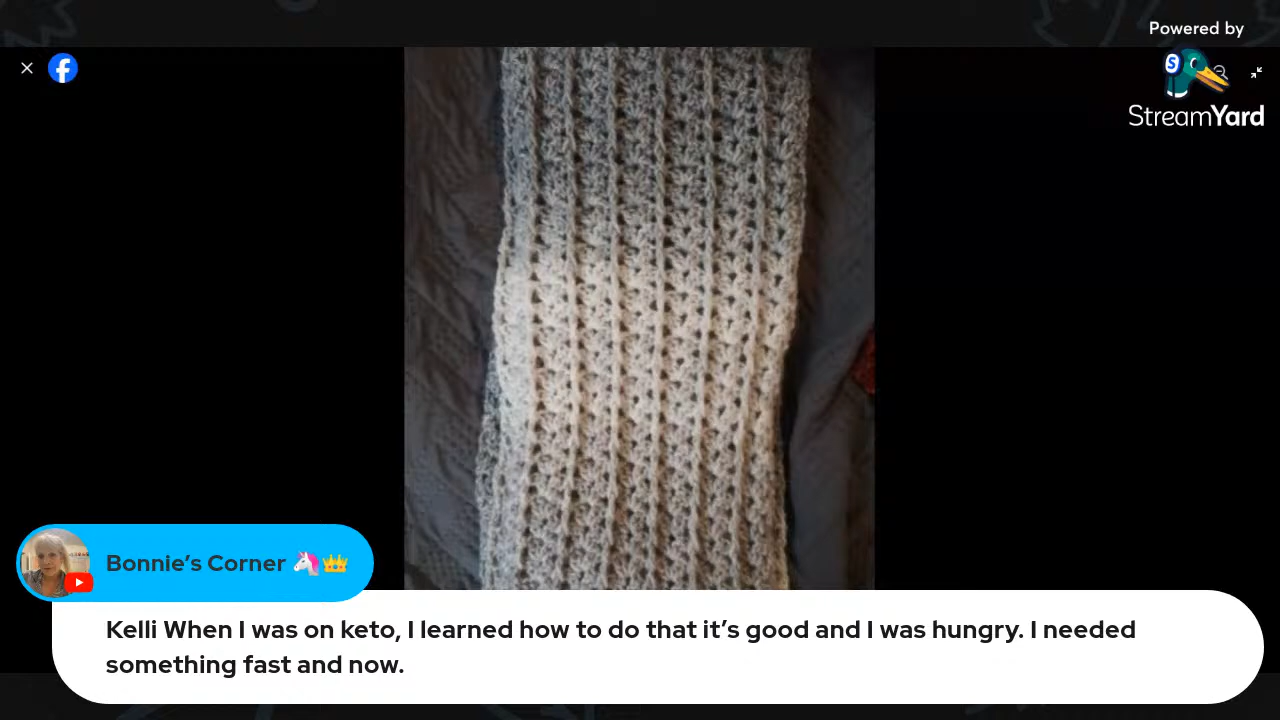 Powered by
StreamYard
Bonnie’s Corner 🦄👑
Kelli When I was on keto, I learned how to do that it’s good and I was hungry. I needed
something fast and now.